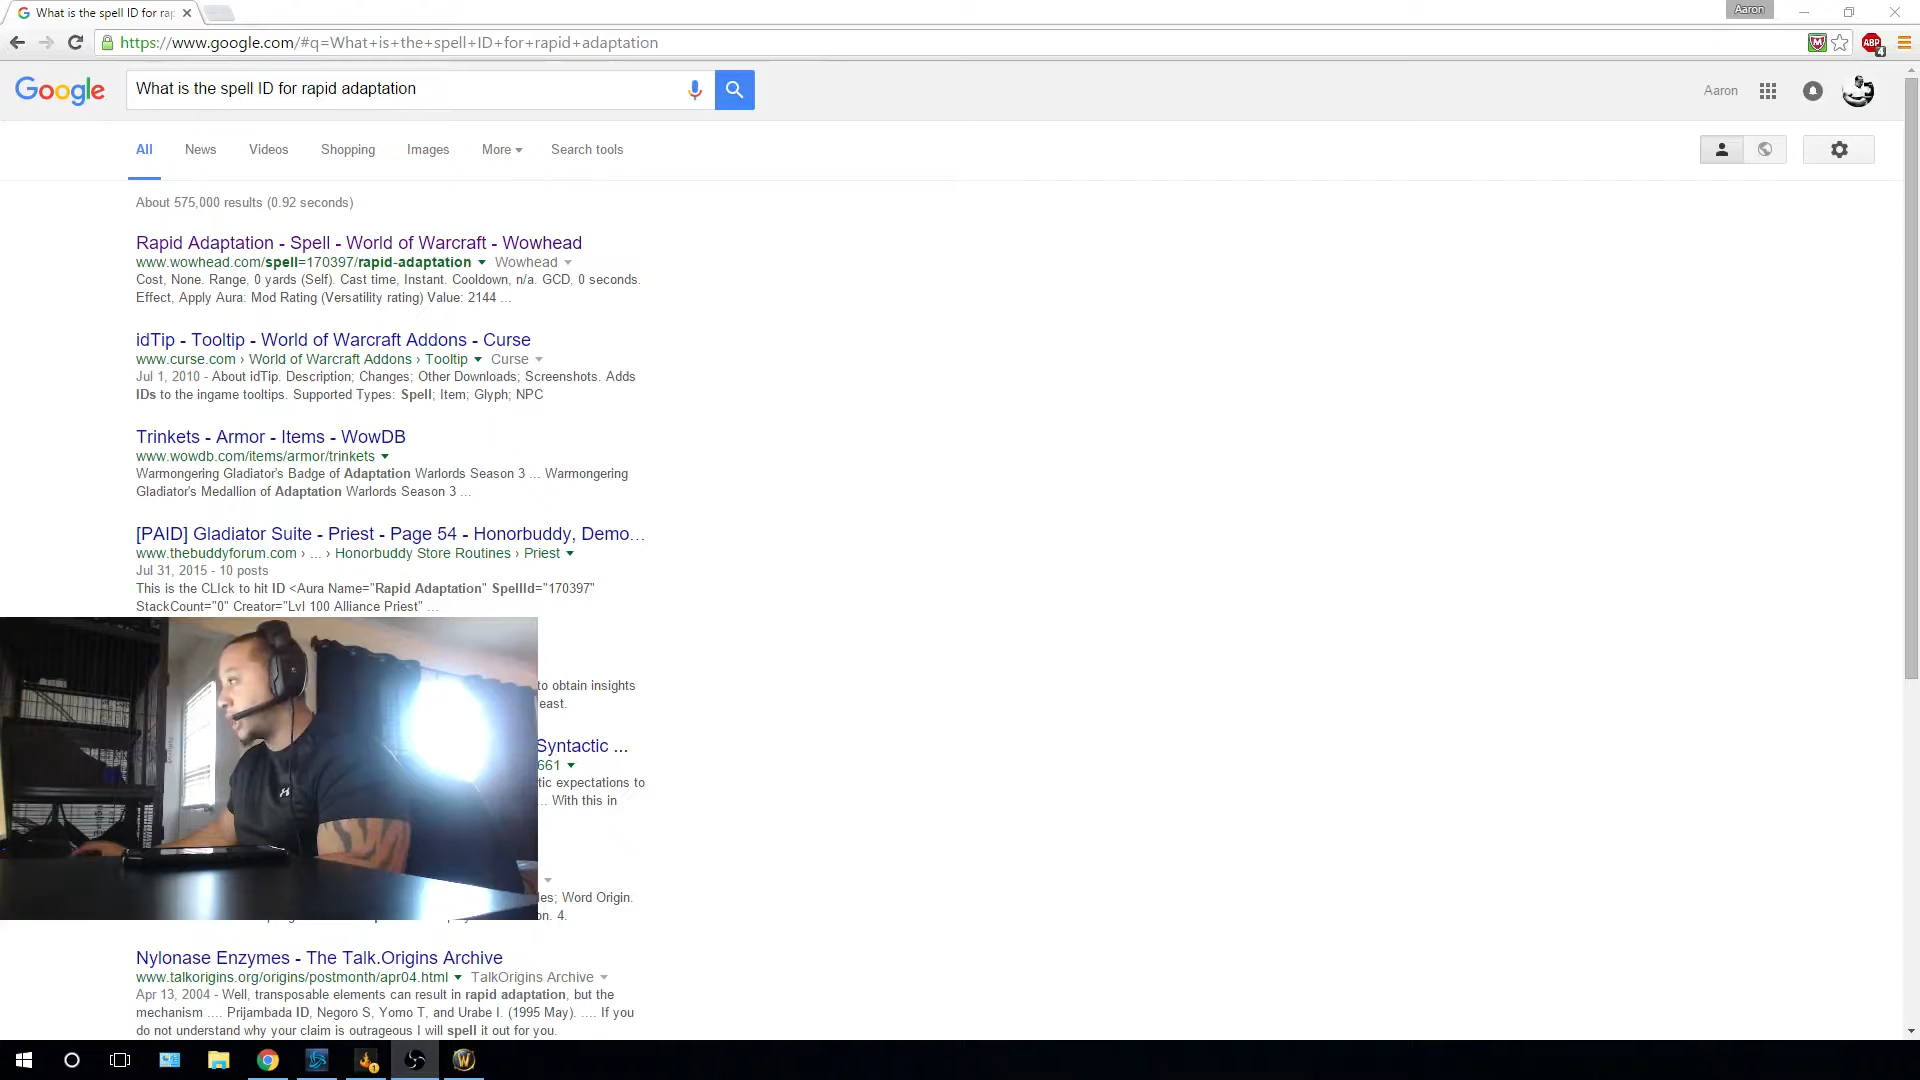 What is the spell ID for rap
Aaron
https://www.google.com/#q=What+is+the+spell+ID+for+rapid+adaptation
ABP
4
Google
What is the spell ID for rapid adaptation
Aaron
All News Videos Shopping Images More Search tools
About 575,000 results (0.92 seconds)
Rapid Adaptation - Spell - World of Warcraft - Wowhead
www.wowhead.com/spell=170397/rapid-adaptation Wowhead
Cost, None. Range, 0 yards (Self). Cast time, Instant. Cooldown, n/a. GCD, 0 seconds.
Effect, Apply Aura: Mod Rating (Versatility rating) Value: 2144 ...
idTip - Tooltip - World of Warcraft Addons - Curse
www.curse.com › World of Warcraft Addons › Tooltip Curse
Jul 1, 2010 - About idTip. Description; Changes; Other Downloads; Screenshots. Adds
IDs to the ingame tooltips. Supported Types: Spell; Item; Glyph; NPC
Trinkets - Armor - Items - WowDB
www.wowdb.com/items/armor/trinkets
Warmongering Gladiator's Badge of Adaptation Warlords Season 3 ... Warmongering
Gladiator's Medallion of Adaptation Warlords Season 3 ...
[PAID] Gladiator Suite - Priest - Page 54 - Honorbuddy, Demo...
www.thebuddyforum.com › ... › Honorbuddy Store Routines › Priest
Jul 31, 2015 - 10 posts
This is the CLIck to hit ID <Aura Name="Rapid Adaptation" SpellId="170397"
StackCount="0" Creator="Lvl 100 Alliance Priest" ...
to obtain insights
east.
Syntactic ...
661
tic expectations to
... With this in
les; Word Origin.
on. 4.
Nylonase Enzymes - The Talk.Origins Archive
www.talkorigins.org/origins/postmonth/apr04.html TalkOrigins Archive
Apr 13, 2004 - Well, transposable elements can result in rapid adaptation, but the
mechanism .... Prijambada ID, Negoro S, Yomo T, and Urabe I. (1995 May). .... If you
do not understand why your claim is outrageous I will spell it out for you.